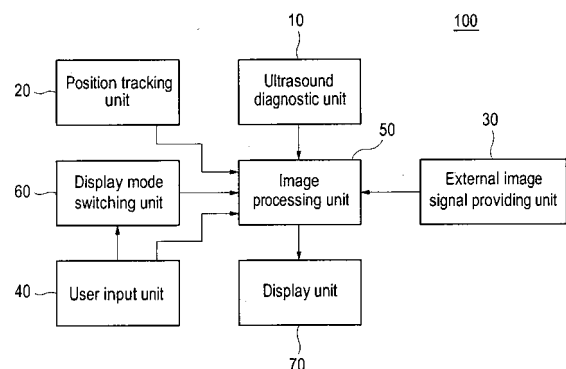 10
100
20
Position tracking
unit
Ultrasound
diagnostic unit
50
30
60
Display mode
switching unit
Image
processing unit
External image
signal providing unit
40
User input unit
Display unit
70